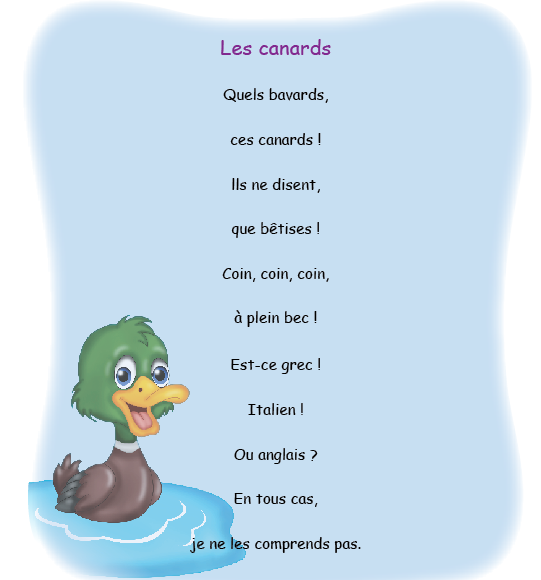 Les canards
Quels bavards,
ces canards !
Ils ne disent,
que bêtises !
Coin, coin, coin,
à plein bec !
Est-ce grec !
Italien !
Ou anglais ?
En tous cas,
je ne les comprends pas.